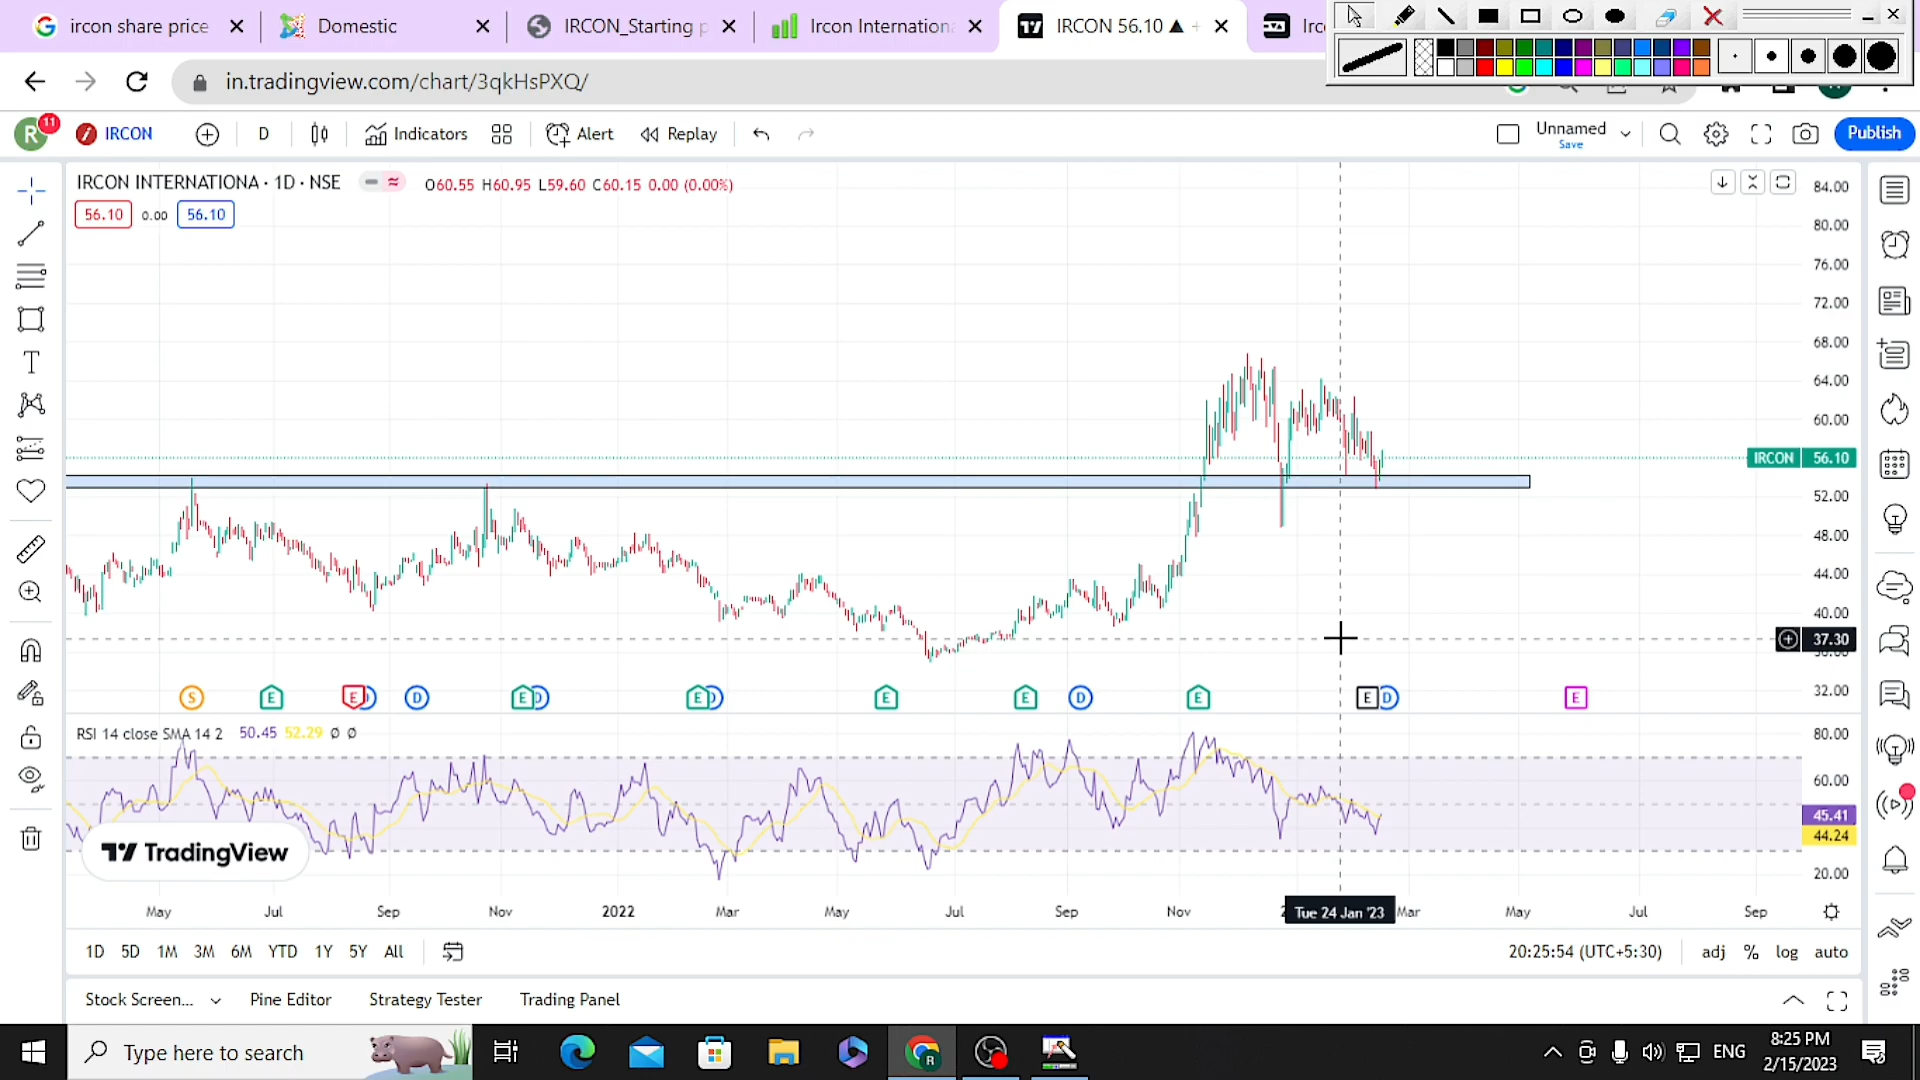 ircon share price
Domestic
IRCON_Starting p
Ircon Internation
IRCON 56.10 ▲ +
Irc
in.tradingview.com/chart/3qkHsPXQ/
R
11
IRCON
D
Indicators
Alert
Replay
Unnamed
Save
Publish
IRCON INTERNATIONA · 1D · NSE
O60.55 H60.95 L59.60 C60.15 0.00 (0.00%)
56.10
0.00
56.10
84.00
80.00
76.00
72.00
68.00
64.00
60.00
IRCON 56.10
52.00
48.00
44.00
40.00
37.30
32.00
S
E
E
D
D
E
D
E
D
E
E
D
E
E
D
E
RSI 14 close SMA 14 2 50.45 52.29 Ø Ø
80.00
60.00
45.41
44.24
20.00
TradingView
May
Jul
Sep
Nov
2022
Mar
May
Jul
Sep
Nov
Tue 24 Jan '23
Mar
May
Jul
Sep
1D 5D 1M 3M 6M YTD 1Y 5Y All
20:25:54 (UTC+5:30)
adj % log auto
Stock Screen...
Pine Editor
Strategy Tester
Trading Panel
Type here to search
R
ENG
8:25 PM
2/15/2023